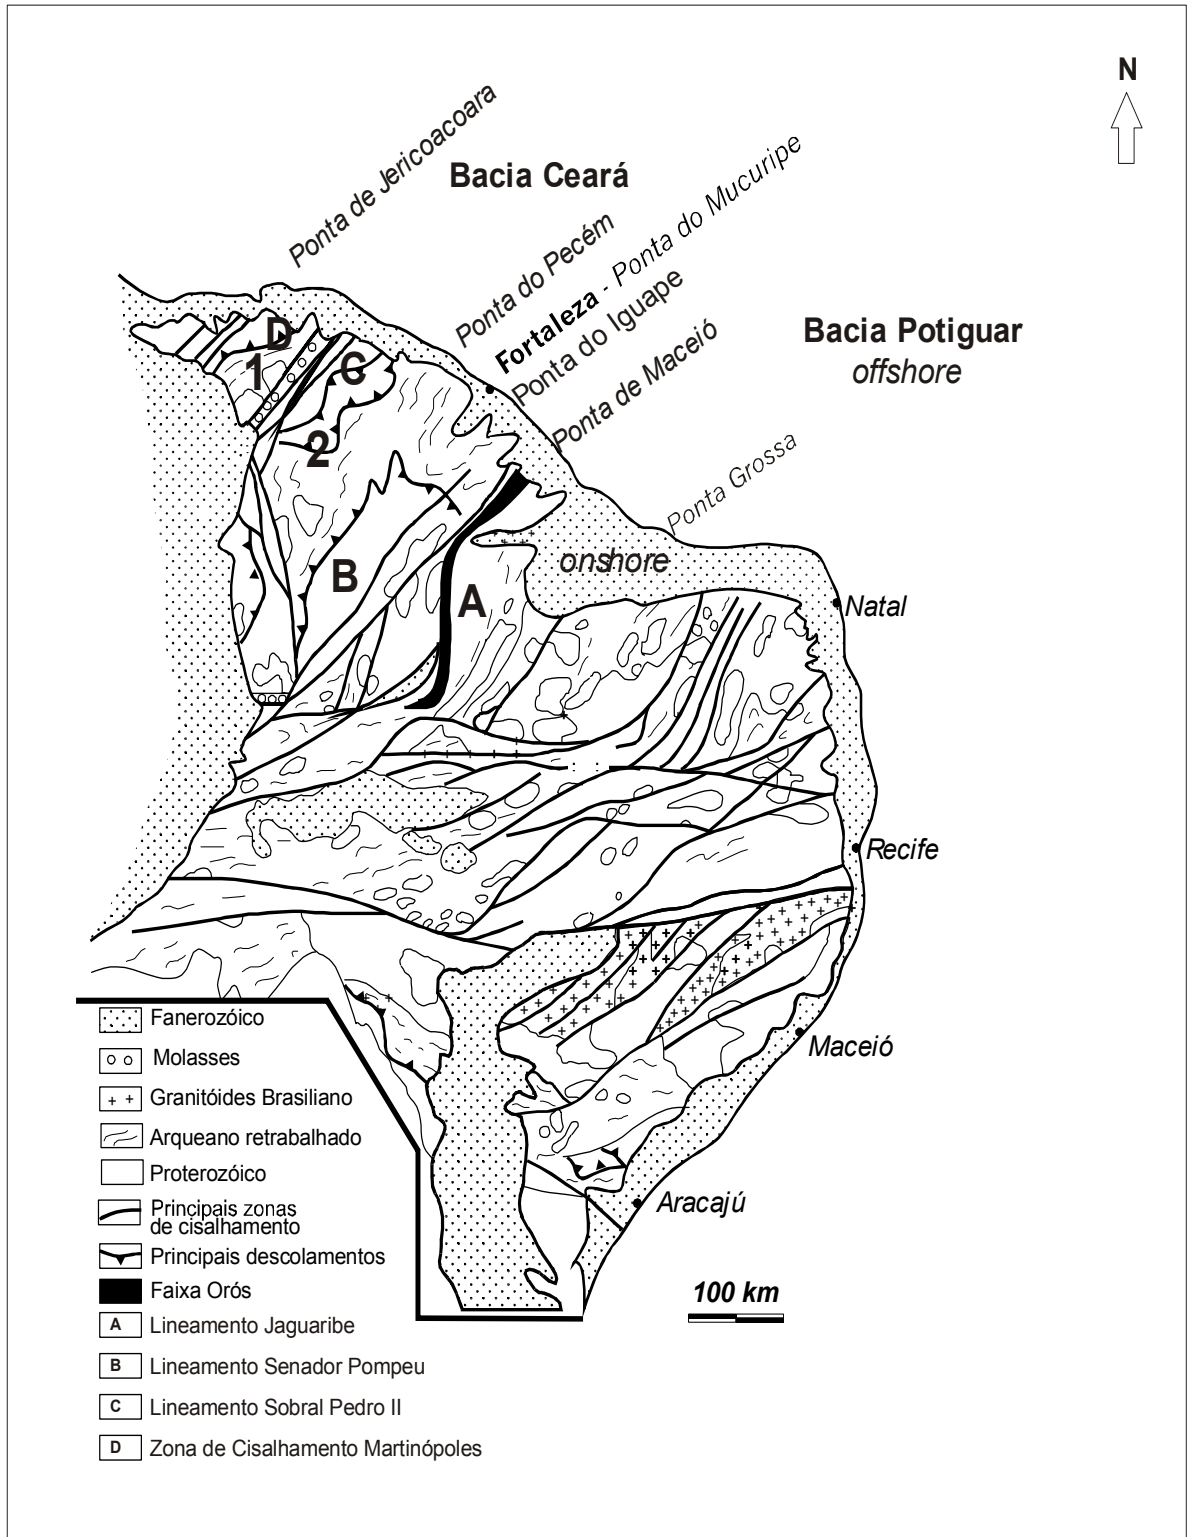 N
Ponta de Jericoacoara
Bacia Ceará
Ponta do Pecém
Fortaleza - Ponta do Mucuripe
Ponta do Iguape
Ponta de Maceió
Bacia Potiguar
offshore
Ponta Grossa
D
1
C
2
B
A
onshore
Natal
Recife
Maceió
Aracajú
100 km
Fanerozóico
Molasses
Granitóides Brasiliano
Arqueano retrabalhado
Proterozóico
Principais zonas
de cisalhamento
Principais descolamentos
Faixa Orós
A Lineamento Jaguaribe
B Lineamento Senador Pompeu
C Lineamento Sobral Pedro II
D Zona de Cisalhamento Martinópoles